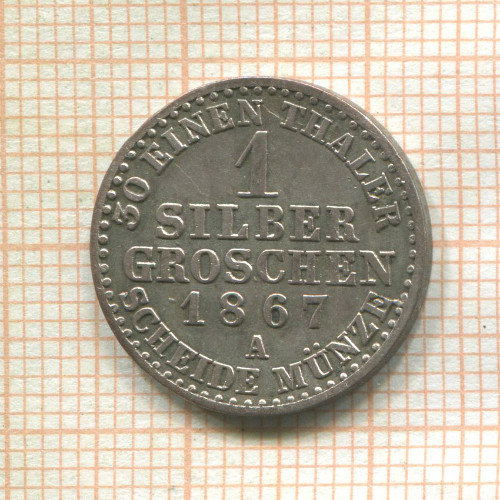 30 EINEN THALER
1
SILBER
GROSCHEN
1867
A
SCHEIDE MÜNZE